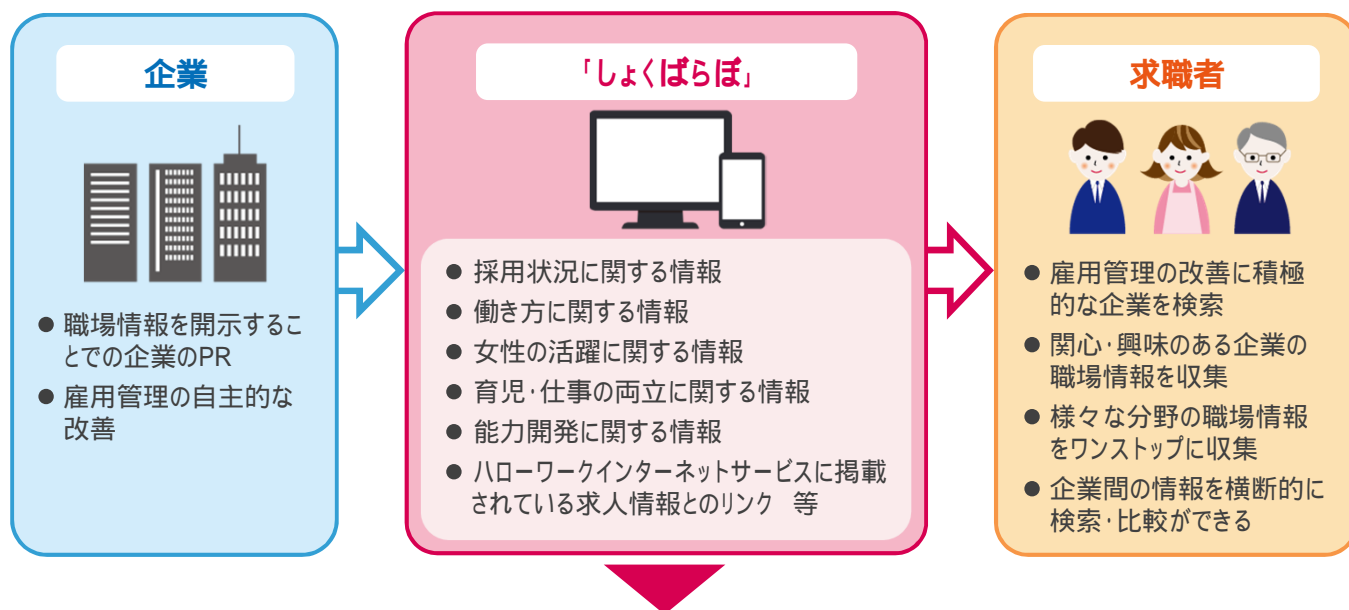 企業
● 職場情報を開示するこ
とでの企業のPR
● 雇用管理の自主的な
改善
「しょくばらぼ」
● 採用状況に関する情報
● 働き方に関する情報
● 女性の活躍に関する情報
● 育児・仕事の両立に関する情報
● 能力開発に関する情報
● ハローワークインターネットサービスに掲載
されている求人情報とのリンク 等
求職者
● 雇用管理の改善に積極
的な企業を検索
● 関心・興味のある企業の
職場情報を収集
● 様々な分野の職場情報
をワンストップに収集
● 企業間の情報を横断的に
検索・比較ができる